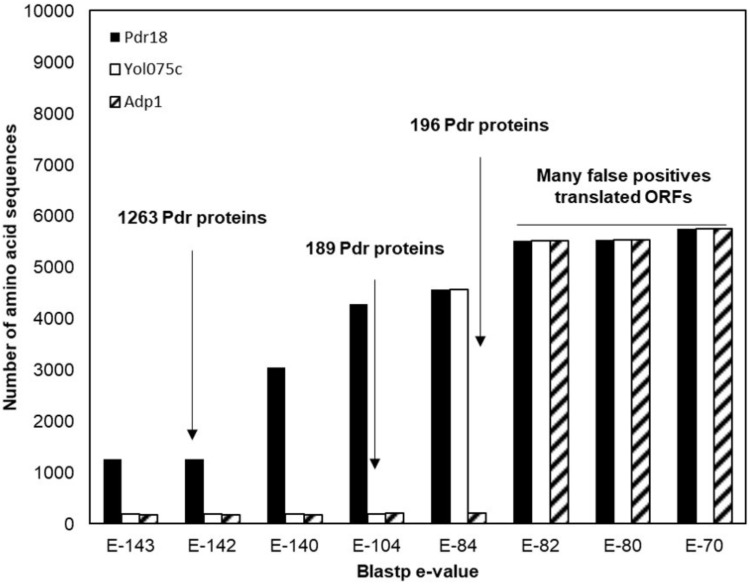 Number of amino acid sequences
10000
9000
8000
7000
6000
5000
4000
3000
2000
1000
0
Pdr18
Yol075c
Adp1
1263 Pdr proteins
189 Pdr proteins
196 Pdr proteins
Many false positives
translated ORFs
E-143 E-142 E-140 E-104 E-84 E-82 E-80 E-70
Blastp e-value